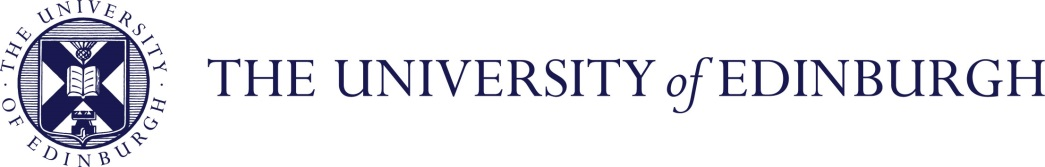 · THE UNIVERSITY ·
OF EDINBURGH
THE UNIVERSITY of EDINBURGH